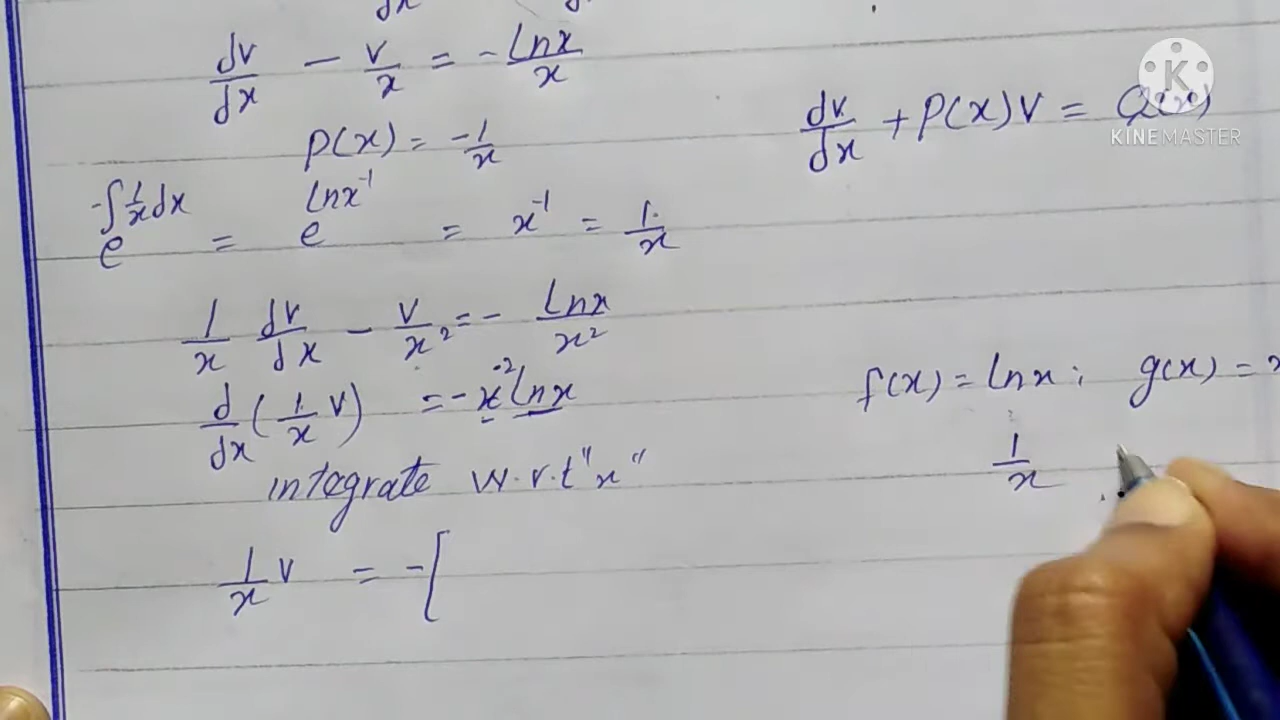 dv/dx - v/x = - Lnx/x
dv/dx + P(x)V = Q(x)
KINEMASTER
P(x) = -1/x
e^(-∫1/x dx) = e^(Lnx^-1) = x^-1 = 1/x
1/x dv/dx - v/x² = - Lnx/x²
d/dx (1/x v) = -x^-2 Lnx
f(x) = Lnx ; g(x) =
1/x
integrate w.r.t "x"
1/x v = -[